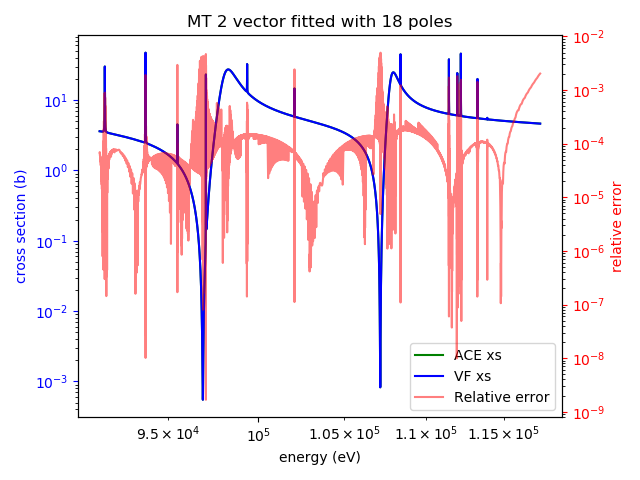 MT 2 vector fitted with 18 poles
cross section (b)
10¹
10⁰
10⁻¹
10⁻²
10⁻³
10⁻²
10⁻³
10⁻⁴
10⁻⁵
10⁻⁶
10⁻⁷
10⁻⁸
10⁻⁹
relative error
ACE xs
VF xs
Relative error
9.5 × 10⁴
10⁵
1.05 × 10⁵
1.1 × 10⁵
1.15 × 10⁵
energy (eV)